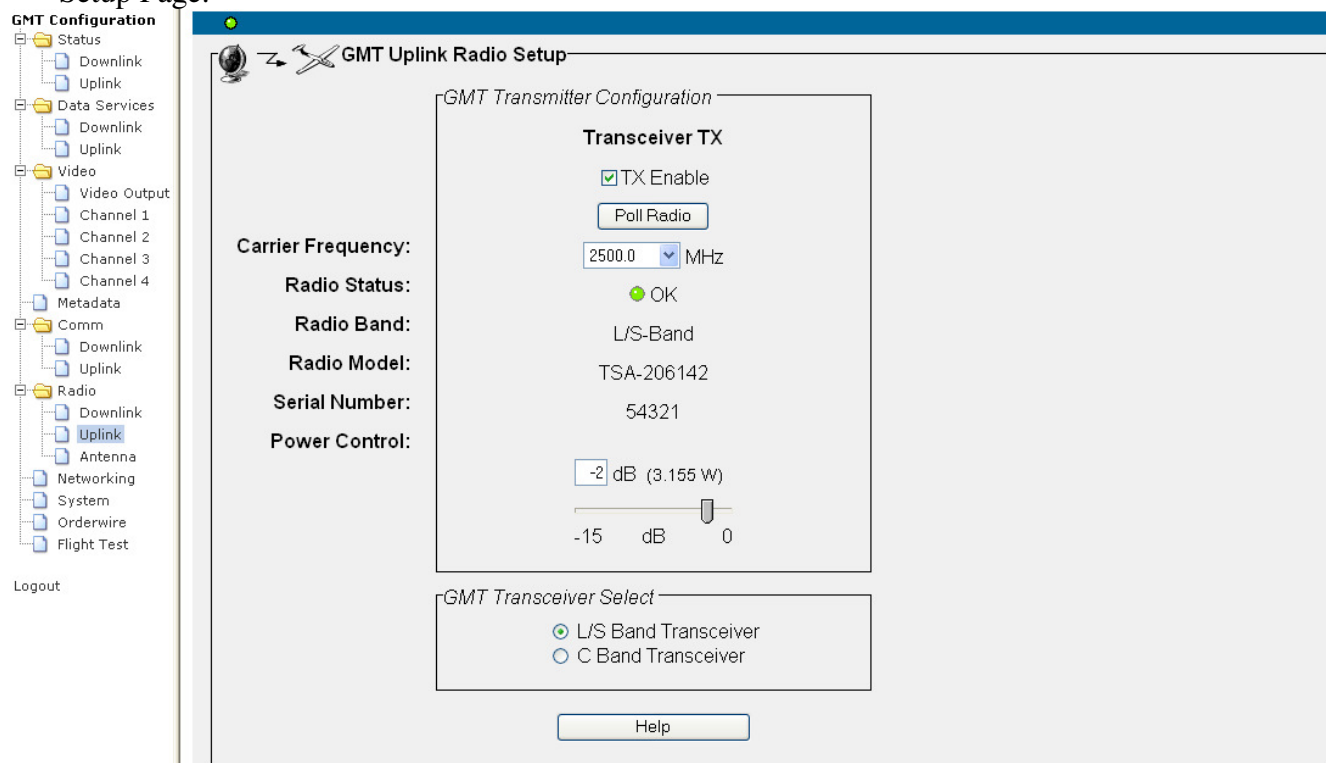 Setup Page.
GMT Configuration
Status
Downlink
Uplink
Data Services
Downlink
Uplink
Video
Video Output
Channel 1
Channel 2
Channel 3
Channel 4
Metadata
Comm
Downlink
Uplink
Radio
Downlink
Uplink
Antenna
Networking
System
Orderwire
Flight Test
Logout
GMT Uplink Radio Setup
GMT Transmitter Configuration
Transceiver TX
TX Enable
Poll Radio
Carrier Frequency: 2500.0 MHz
Radio Status: OK
Radio Band: L/S-Band
Radio Model: TSA-206142
Serial Number: 54321
Power Control:
-2 dB (3.155 W)
-15 dB 0
GMT Transceiver Select
L/S Band Transceiver
C Band Transceiver
Help